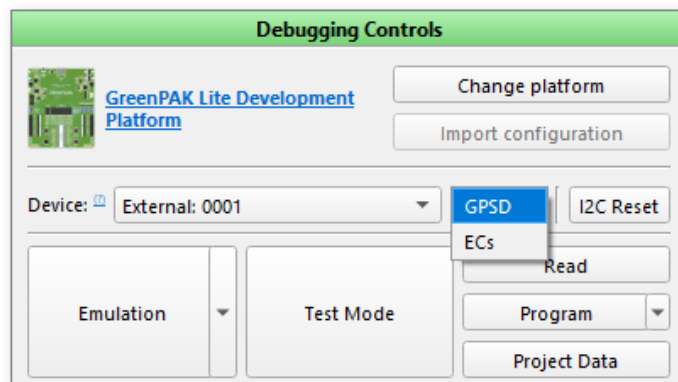 Debugging Controls
GreenPAK Lite Development
Platform
Change platform
Import configuration
Device: (?)
External: 0001
GPSD
ECs
I2C Reset
Emulation
Test Mode
Read
Program
Project Data